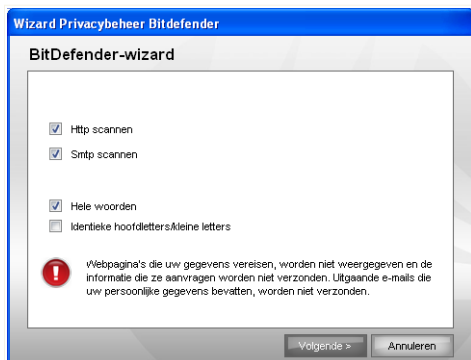 Wizard Privacybeheer Bitdefender
BitDefender-wizard
Http scannen
Smtp scannen
Hele woorden
Identieke hoofdletters/kleine letters
Webpagina's die uw gegevens vereisen, worden niet weergegeven en de
informatie die ze aanvragen worden niet verzonden. Uitgaande e-mails die
uw persoonlijke gegevens bevatten, worden niet verzonden.
Volgende >
Annuleren